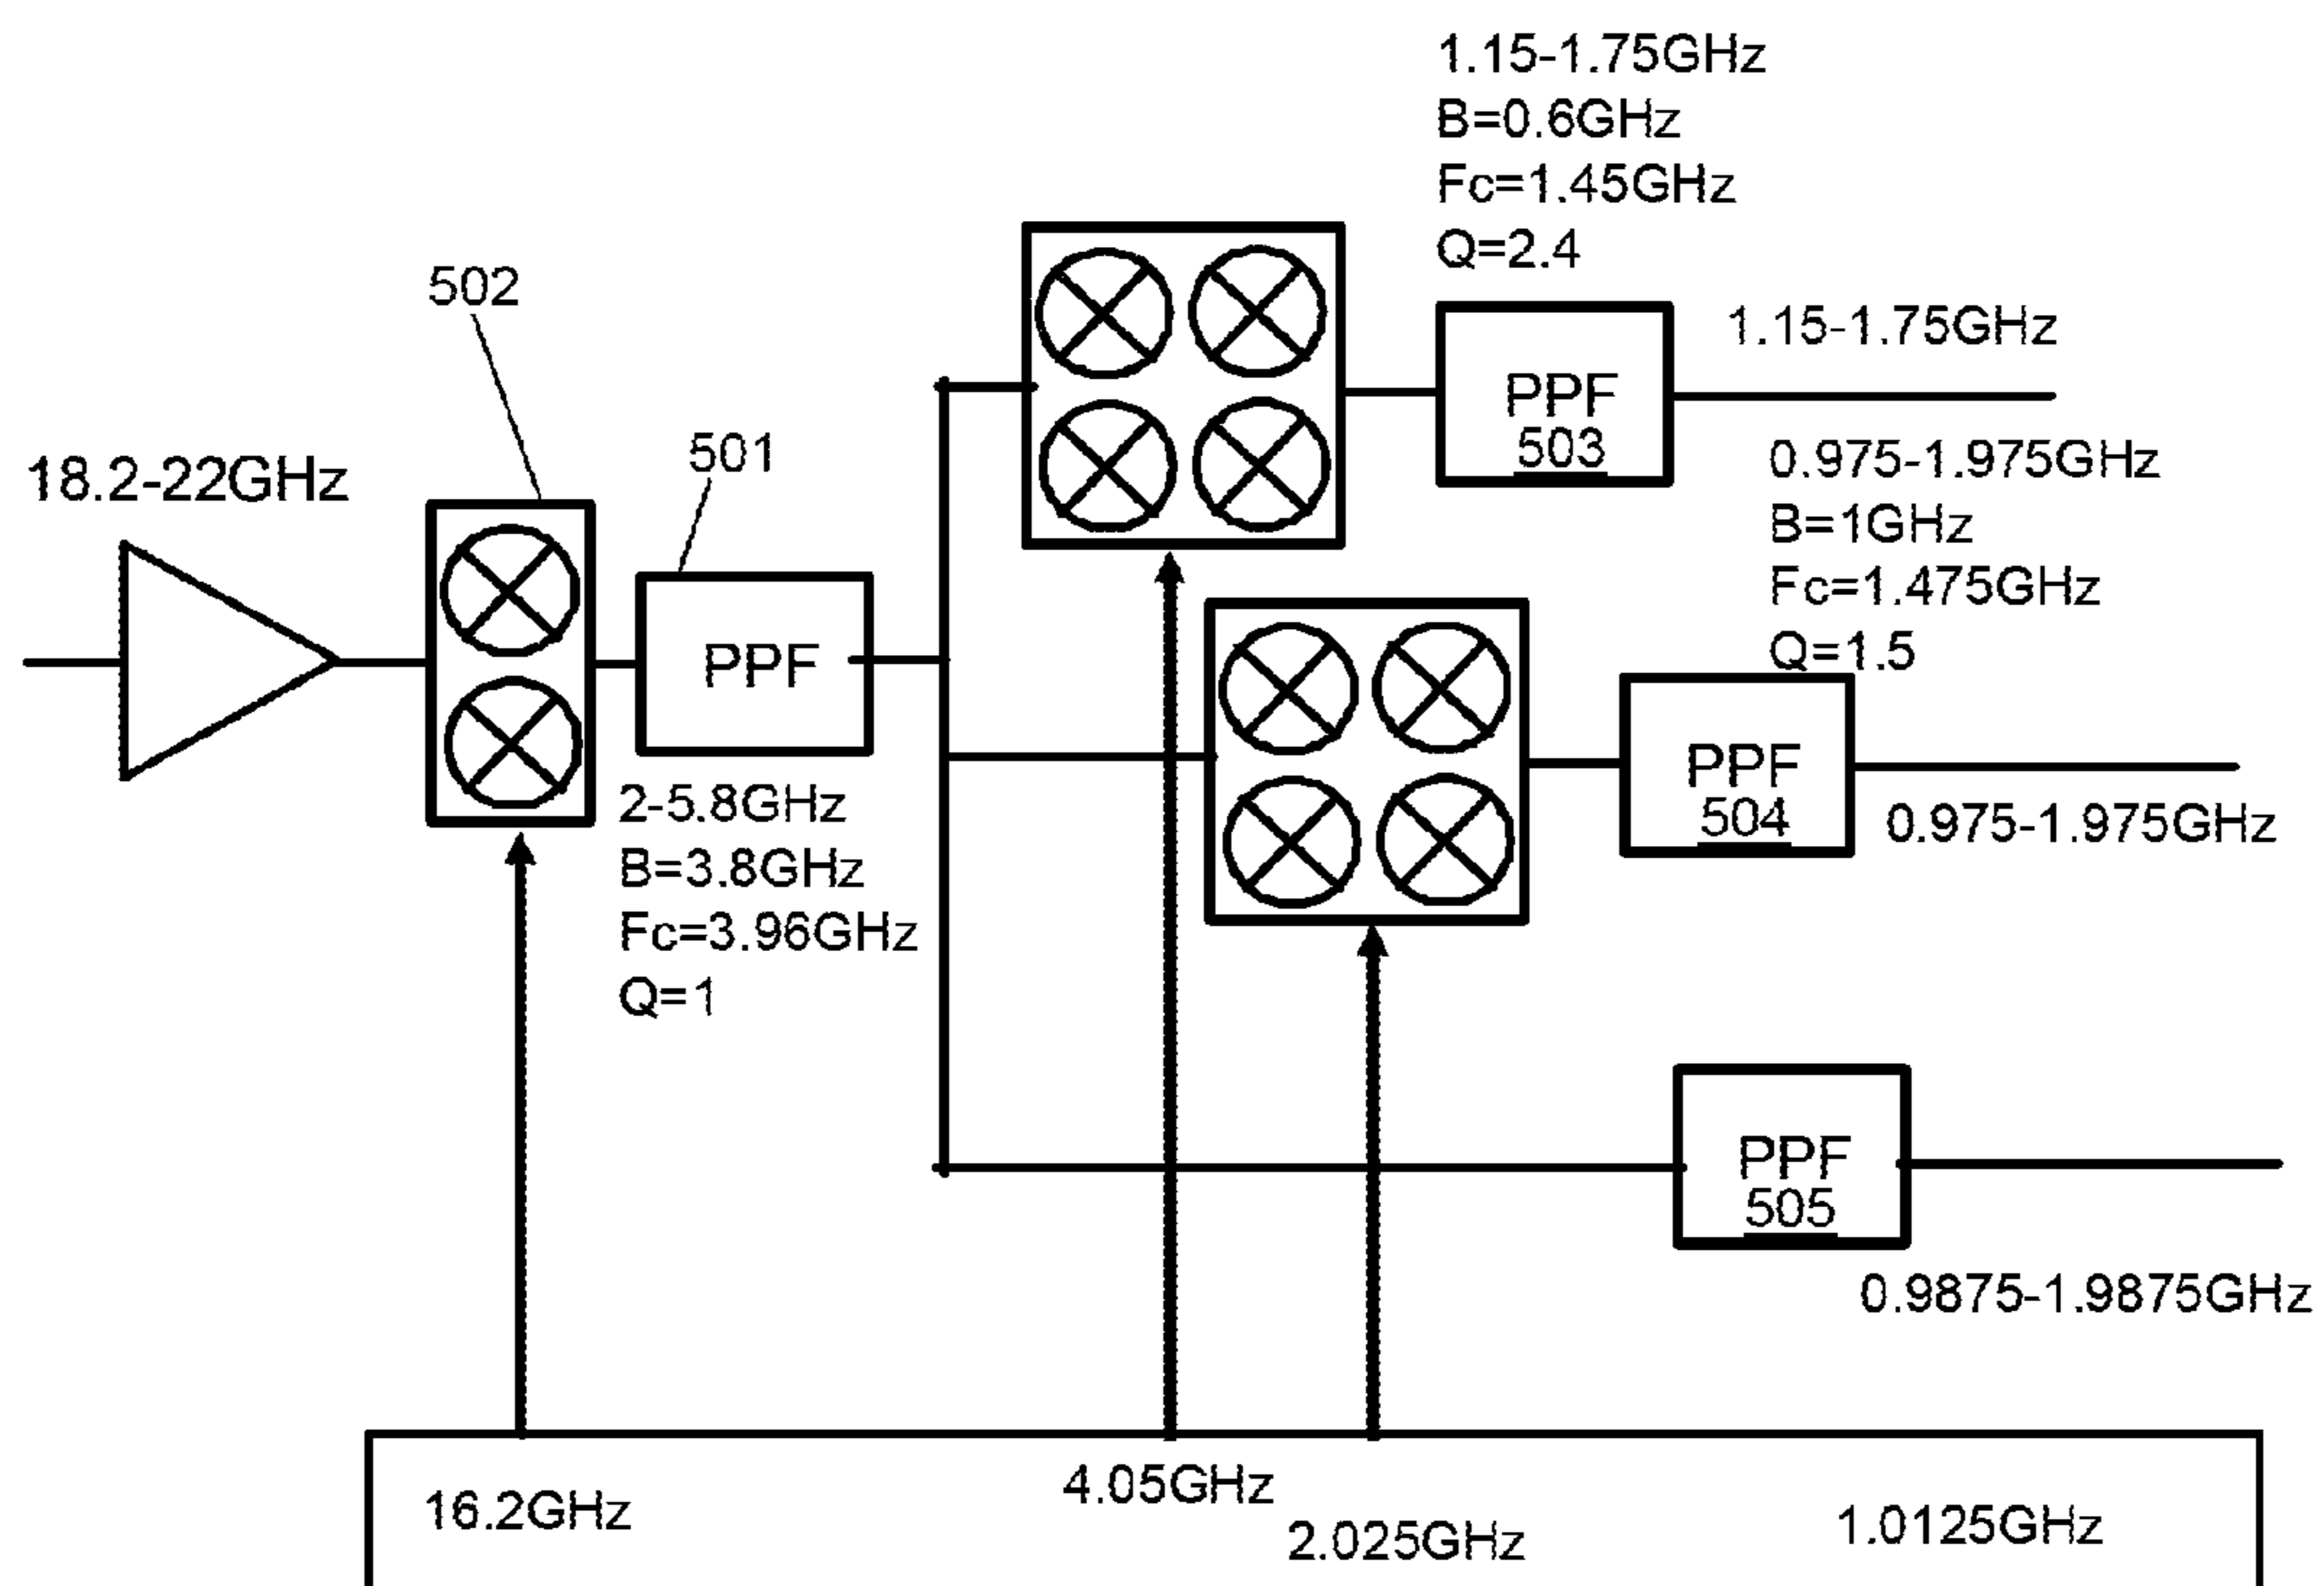 1.15-1.75GHz
B=0.6GHz
Fc=1.45GHz
Q=2.4
502
1.15-1.75GHz
PPF
503
501
18.2-22GHz
0.975-1.975GHz
B=1GHz
Fc=1.475GHz
Q=1.5
PPF
2-5.8GHz
B=3.8GHz
Fc=3.96GHz
Q=1
PPF
504
0.975-1.975GHz
PPF
505
0.9875-1.9875GHz
16.2GHz
4.05GHz
2.025GHz
1.0125GHz